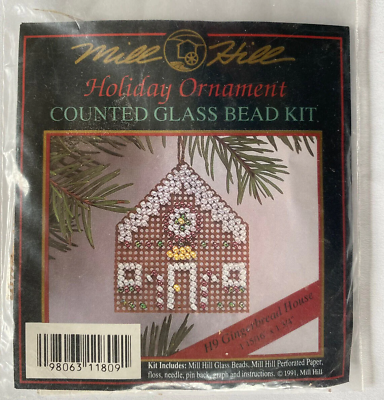 Mill Hill
Holiday Ornament
COUNTED GLASS BEAD KIT
H9 Gingerbread House
98063 11809
Kit Includes: Mill Hill Glass Beads, Mill Hill Perforated Paper,
floss, needle, pin back, graph and instructions. © 1991, Mill Hill